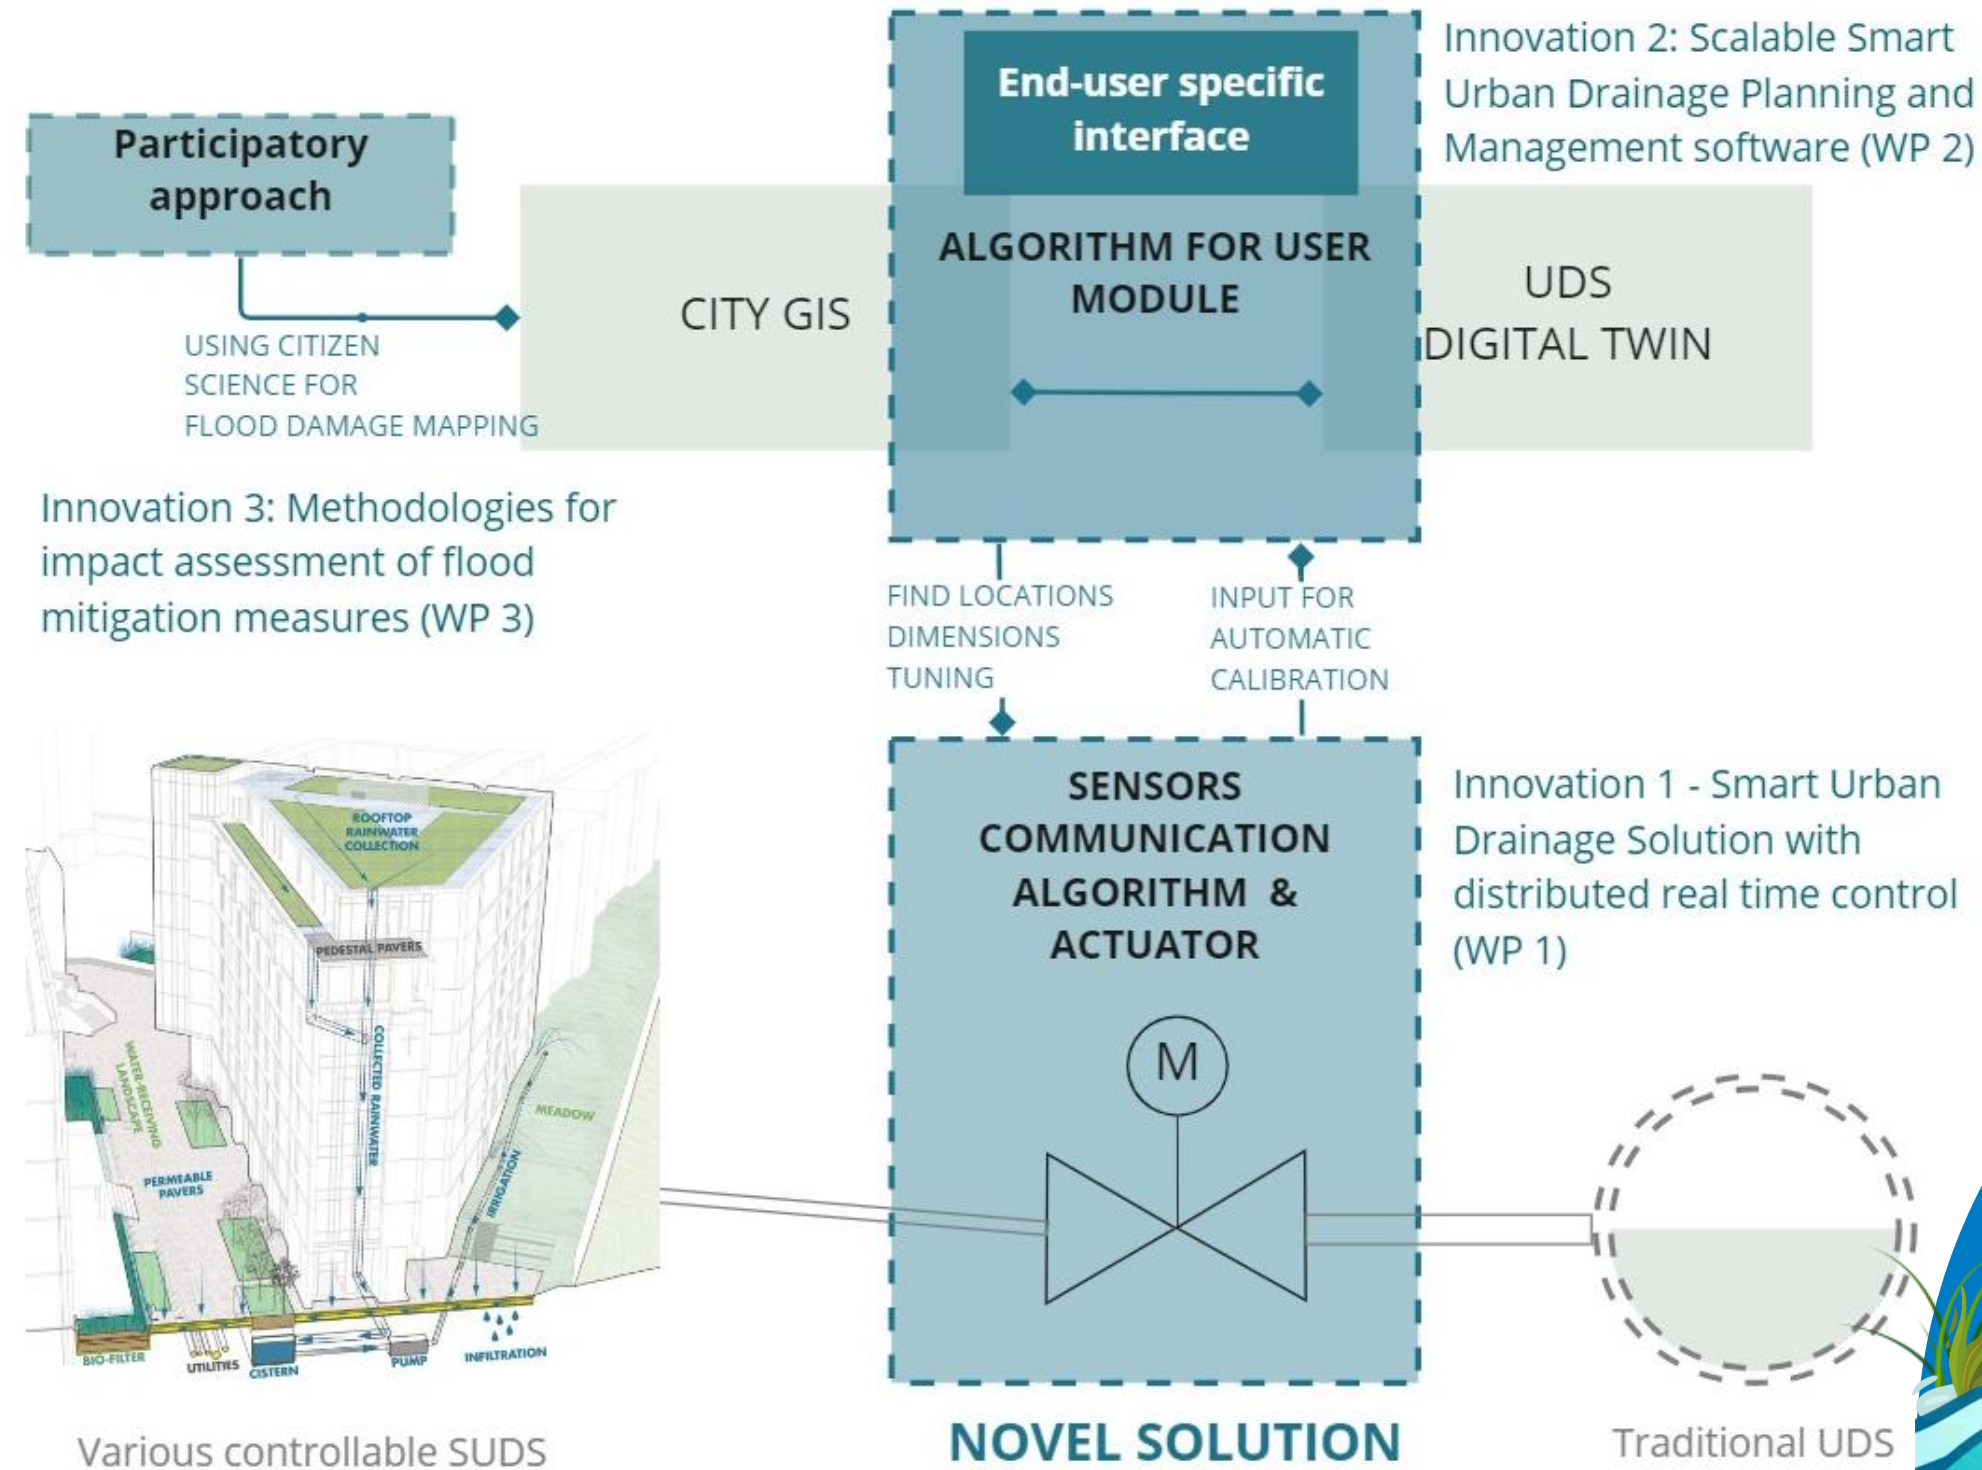 Participatory
approach
End-user specific
interface
Innovation 2: Scalable Smart
Urban Drainage Planning and
Management software (WP 2)
CITY GIS
ALGORITHM FOR USER
MODULE
UDS
DIGITAL TWIN
USING CITIZEN
SCIENCE FOR
FLOOD DAMAGE MAPPING
Innovation 3: Methodologies for
impact assessment of flood
mitigation measures (WP 3)
FIND LOCATIONS
DIMENSIONS
TUNING
INPUT FOR
AUTOMATIC
CALIBRATION
SENSORS
COMMUNICATION
ALGORITHM &
ACTUATOR
M
Innovation 1 - Smart Urban
Drainage Solution with
distributed real time control
(WP 1)
ROOFTOP
RAINWATER
COLLECTION
PEDESTAL PAVERS
COLLECTED RAINWATER
WATER-RECEIVING
LANDSCAPE
MEADOW
IRRIGATION
PERMEABLE
PAVERS
BIO-FILTER
UTILITIES
CISTERN
PUMP
INFILTRATION
Various controllable SUDS
NOVEL SOLUTION
Traditional UDS